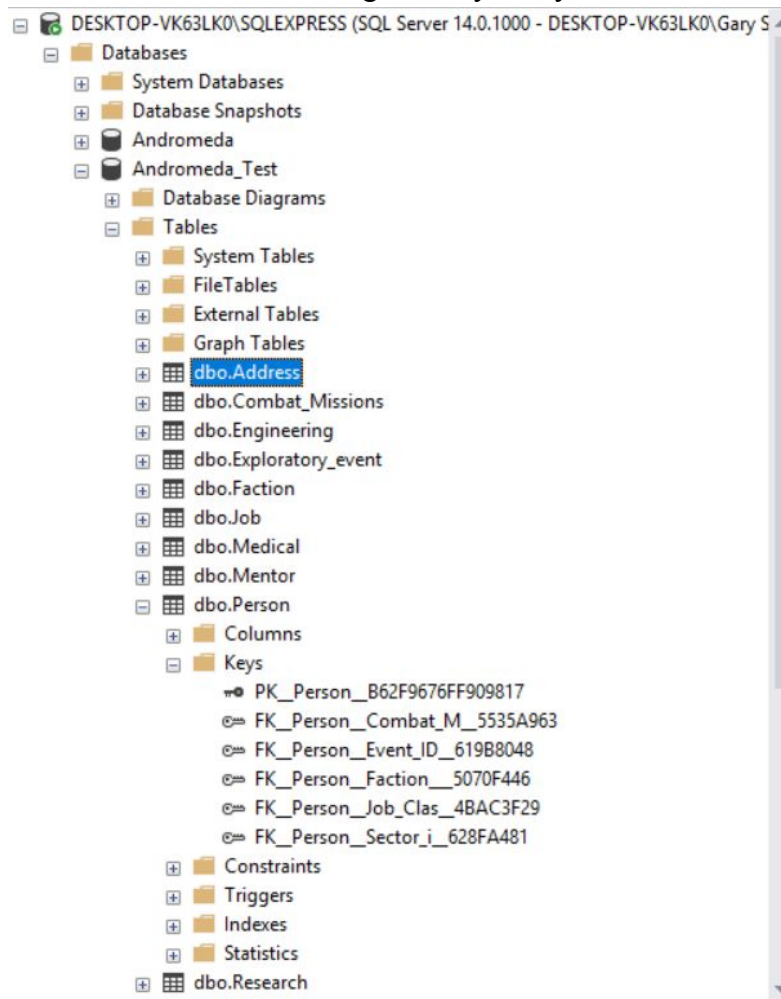 DESKTOP-VK63LK0\SQLEXPRESS (SQL Server 14.0.1000 - DESKTOP-VK63LK0\Gary S
Databases
System Databases
Database Snapshots
Andromeda
Andromeda_Test
Database Diagrams
Tables
System Tables
FileTables
External Tables
Graph Tables
dbo.Address
dbo.Combat_Missions
dbo.Engineering
dbo.Exploratory_event
dbo.Faction
dbo.Job
dbo.Medical
dbo.Mentor
dbo.Person
Columns
Keys
PK__Person__B62F9676FF909817
FK__Person__Combat_M__5535A963
FK__Person__Event_ID__619B8048
FK__Person__Faction___5070F446
FK__Person__Job_Clas__4BAC3F29
FK__Person__Sector_i__628FA481
Constraints
Triggers
Indexes
Statistics
dbo.Research